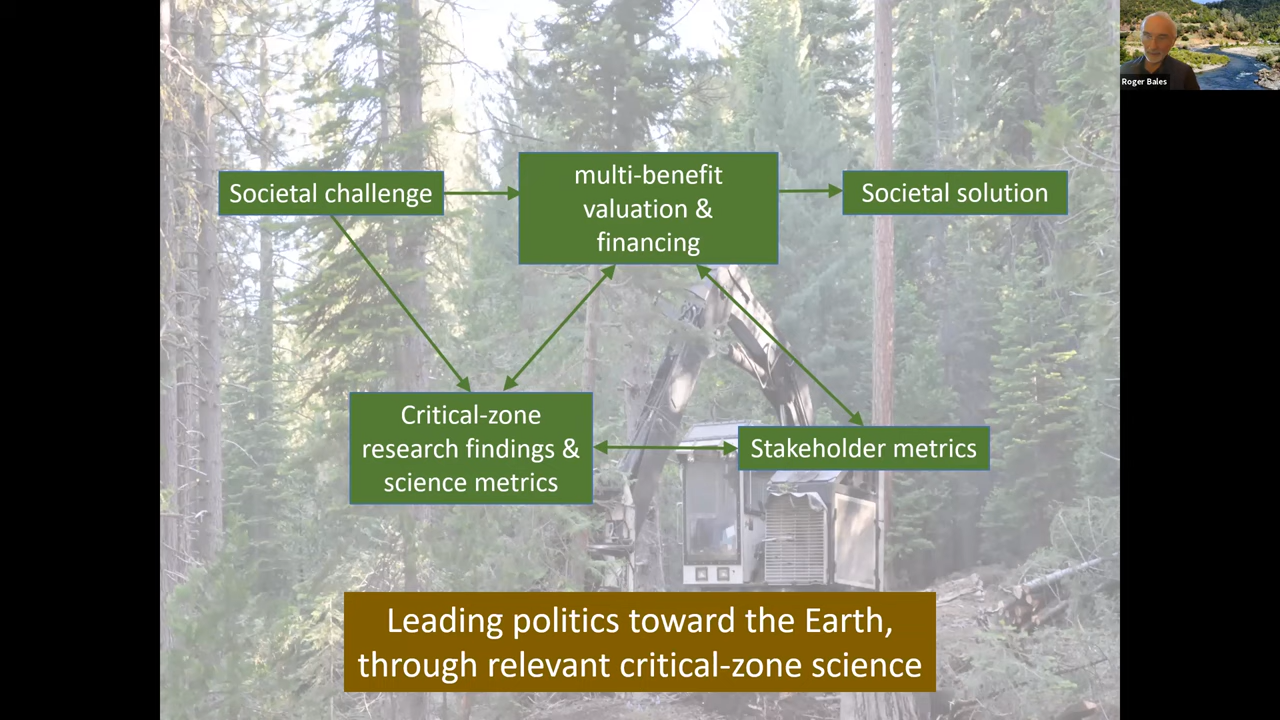 Roger Bales
Societal challenge
multi-benefit
valuation &
financing
Societal solution
Critical-zone
research findings &
science metrics
Stakeholder metrics
Leading politics toward the Earth,
through relevant critical-zone science